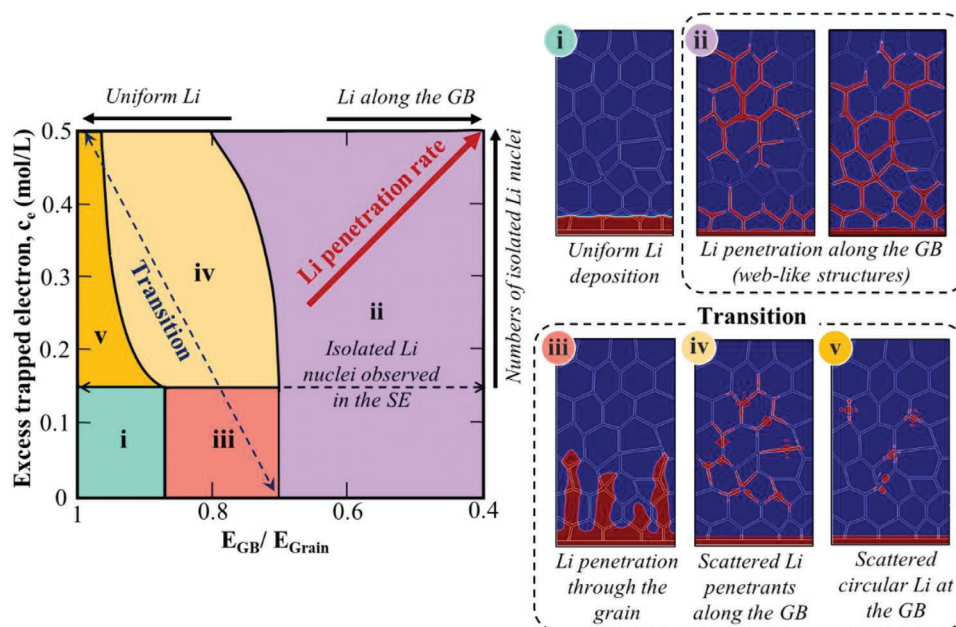 Uniform Li
Li along the GB
Excess trapped electron, cₑ (mol/L)
0.5
0.4
0.3
0.2
0.1
0
1
0.8
0.6
0.4
E_GB/ E_Grain
Transition
Li penetration rate
iv
v
ii
Isolated Li
nuclei observed
in the SE
i
iii
Numbers of isolated Li nuclei
i
Uniform Li
deposition
ii
Li penetration along the GB
(web-like structures)
Transition
iii
Li penetration
through the
grain
iv
Scattered Li
penetrants
along the GB
v
Scattered
circular Li at
the GB